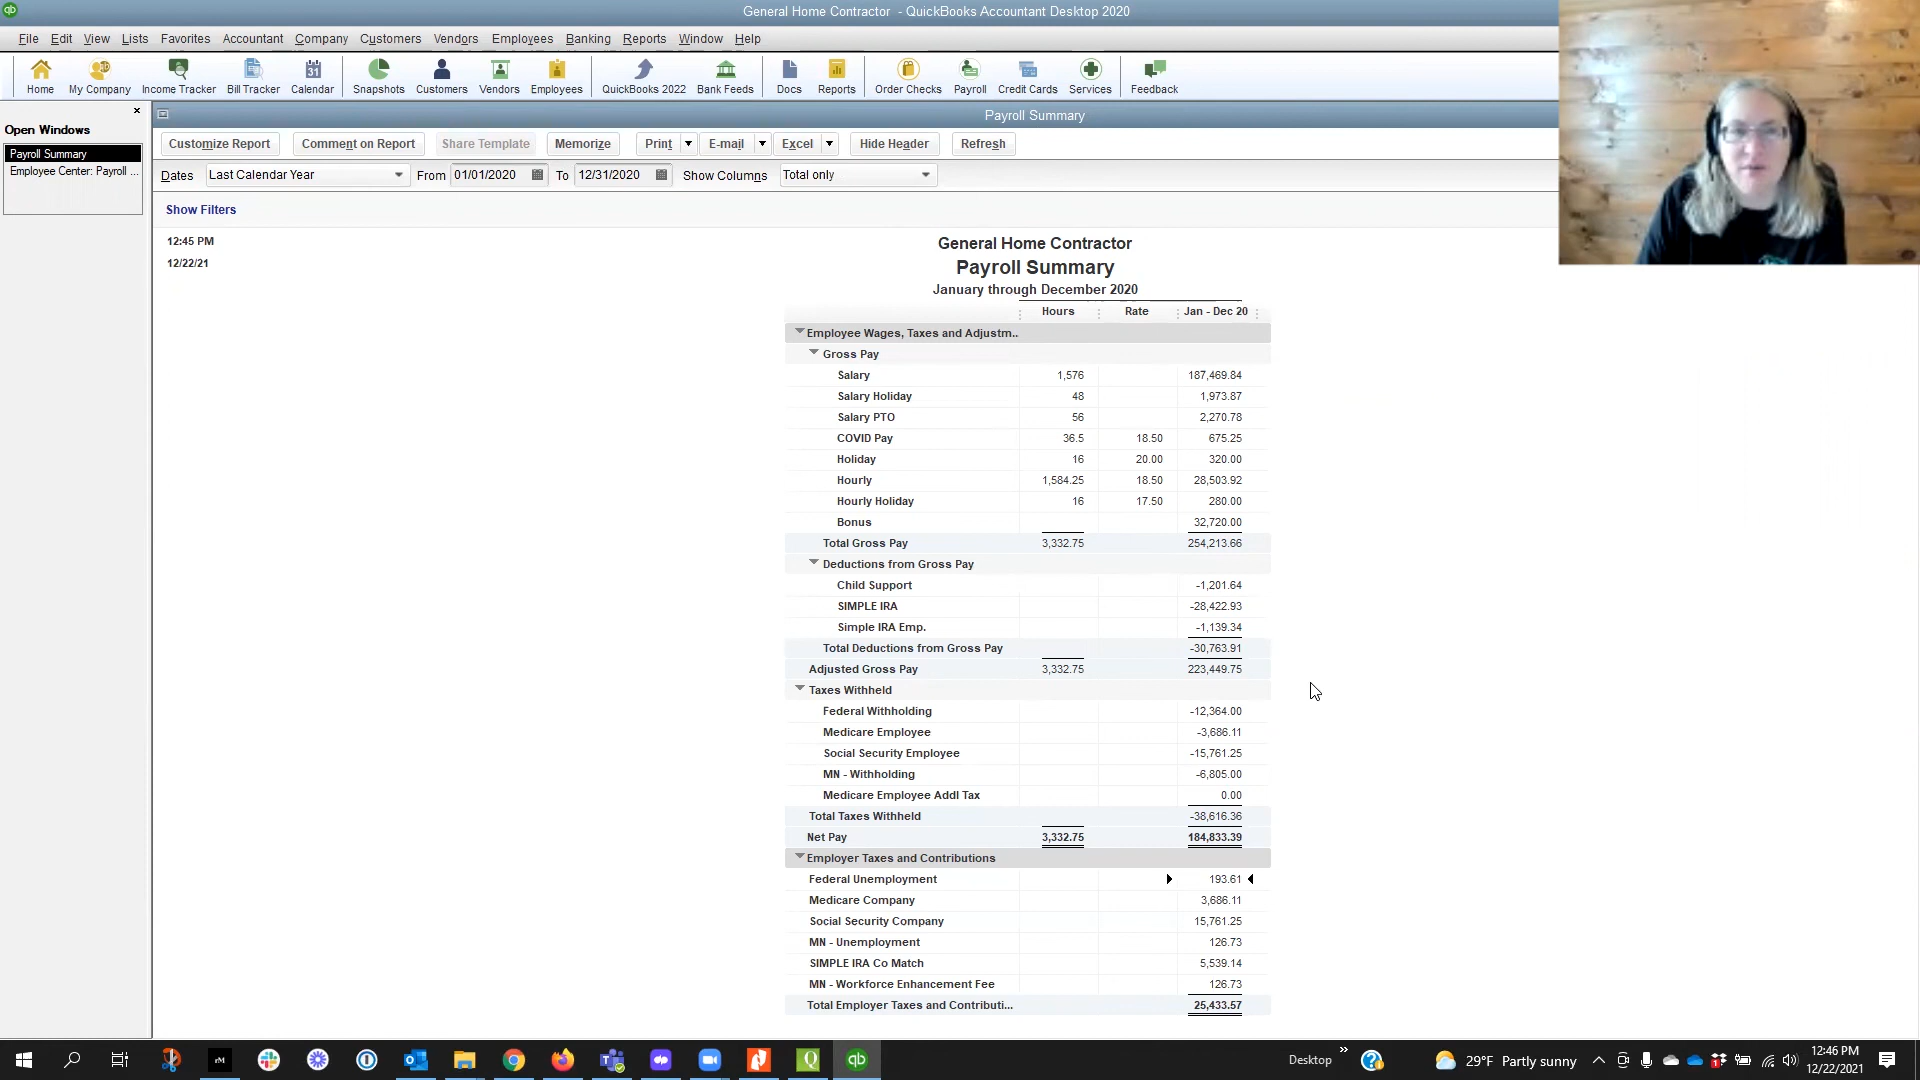 General Home Contractor - QuickBooks Accountant Desktop 2020
File Edit View Lists Favorites Accountant Company Customers Vendors Employees Banking Reports Window Help
Home My Company Income Tracker Bill Tracker Calendar Snapshots Customers Vendors Employees QuickBooks 2022 Bank Feeds Docs Reports Order Checks Payroll Credit Cards Services Feedback
Open Windows
Payroll Summary
Employee Center: Payroll ...
Payroll Summary
Customize Report Comment on Report Share Template Memorize Print E-mail Excel Hide Header Refresh
Dates Last Calendar Year From 01/01/2020 To 12/31/2020 Show Columns Total only
Show Filters
12:45 PM
12/22/21
General Home Contractor
Payroll Summary
January through December 2020
Hours Rate Jan - Dec 20
Employee Wages, Taxes and Adjustm..
Gross Pay
Salary 1,576 187,469.84
Salary Holiday 48 1,973.87
Salary PTO 56 2,270.78
COVID Pay 36.5 18.50 675.25
Holiday 16 20.00 320.00
Hourly 1,584.25 18.50 28,503.92
Hourly Holiday 16 17.50 280.00
Bonus 32,720.00
Total Gross Pay 3,332.75 254,213.66
Deductions from Gross Pay
Child Support -1,201.64
SIMPLE IRA -28,422.93
Simple IRA Emp. -1,139.34
Total Deductions from Gross Pay -30,763.91
Adjusted Gross Pay 3,332.75 223,449.75
Taxes Withheld
Federal Withholding -12,364.00
Medicare Employee -3,686.11
Social Security Employee -15,761.25
MN - Withholding -6,805.00
Medicare Employee Addl Tax 0.00
Total Taxes Withheld -38,616.36
Net Pay 3,332.75 184,833.39
Employer Taxes and Contributions
Federal Unemployment 193.61
Medicare Company 3,686.11
Social Security Company 15,761.25
MN - Unemployment 126.73
SIMPLE IRA Co Match 5,539.14
MN - Workforce Enhancement Fee 126.73
Total Employer Taxes and Contributi... 25,433.57
Desktop
29°F Partly sunny
12:46 PM
12/22/2021